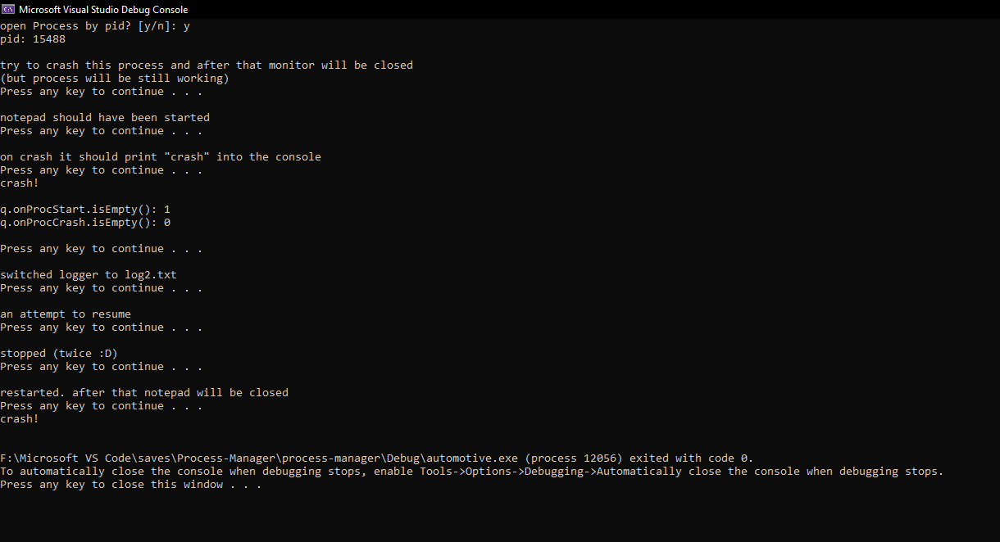 C:\ Microsoft Visual Studio Debug Console
open Process by pid? [y/n]: y
pid: 15488
try to crash this process and after that monitor will be closed
(but process will be still working)
Press any key to continue . . .
notepad should have been started
Press any key to continue . . .
on crash it should print "crash" into the console
Press any key to continue . . .
crash!
q.onProcStart.isEmpty(): 1
q.onProcCrash.isEmpty(): 0
Press any key to continue . . .
switched logger to log2.txt
Press any key to continue . . .
an attempt to resume
Press any key to continue . . .
stopped (twice :D)
Press any key to continue . . .
restarted. after that notepad will be closed
Press any key to continue . . .
crash!
F:\Microsoft VS Code\saves\Process-Manager\process-manager\Debug\automotive.exe (process 12056) exited with code 0.
To automatically close the console when debugging stops, enable Tools->Options->Debugging->Automatically close the console when debugging stops.
Press any key to close this window . . .